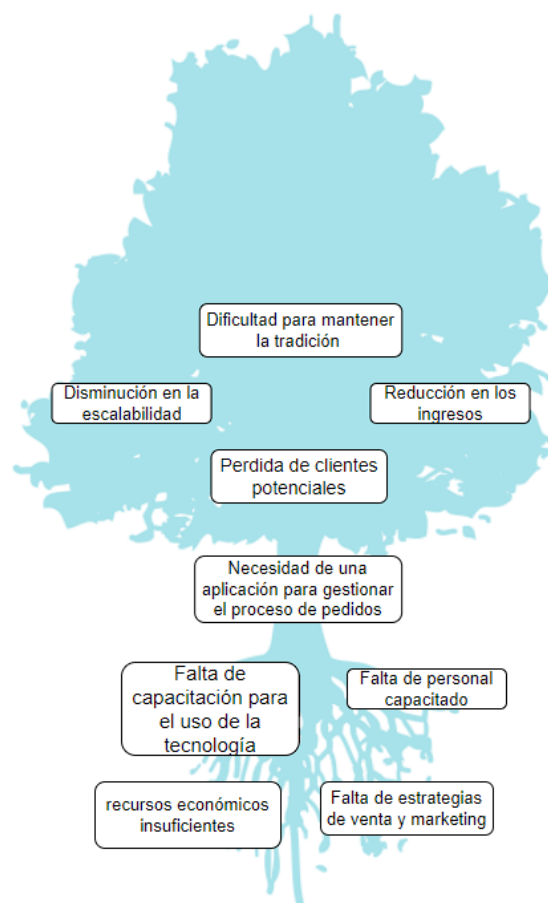 Dificultad para mantener
la tradición
Disminución en la
escalabilidad
Reducción en los
ingresos
Perdida de clientes
potenciales
Necesidad de una
aplicación para gestionar
el proceso de pedidos
Falta de
capacitación para
el uso de la
tecnología
Falta de personal
capacitado
recursos económicos
insuficientes
Falta de estrategias
de venta y marketing